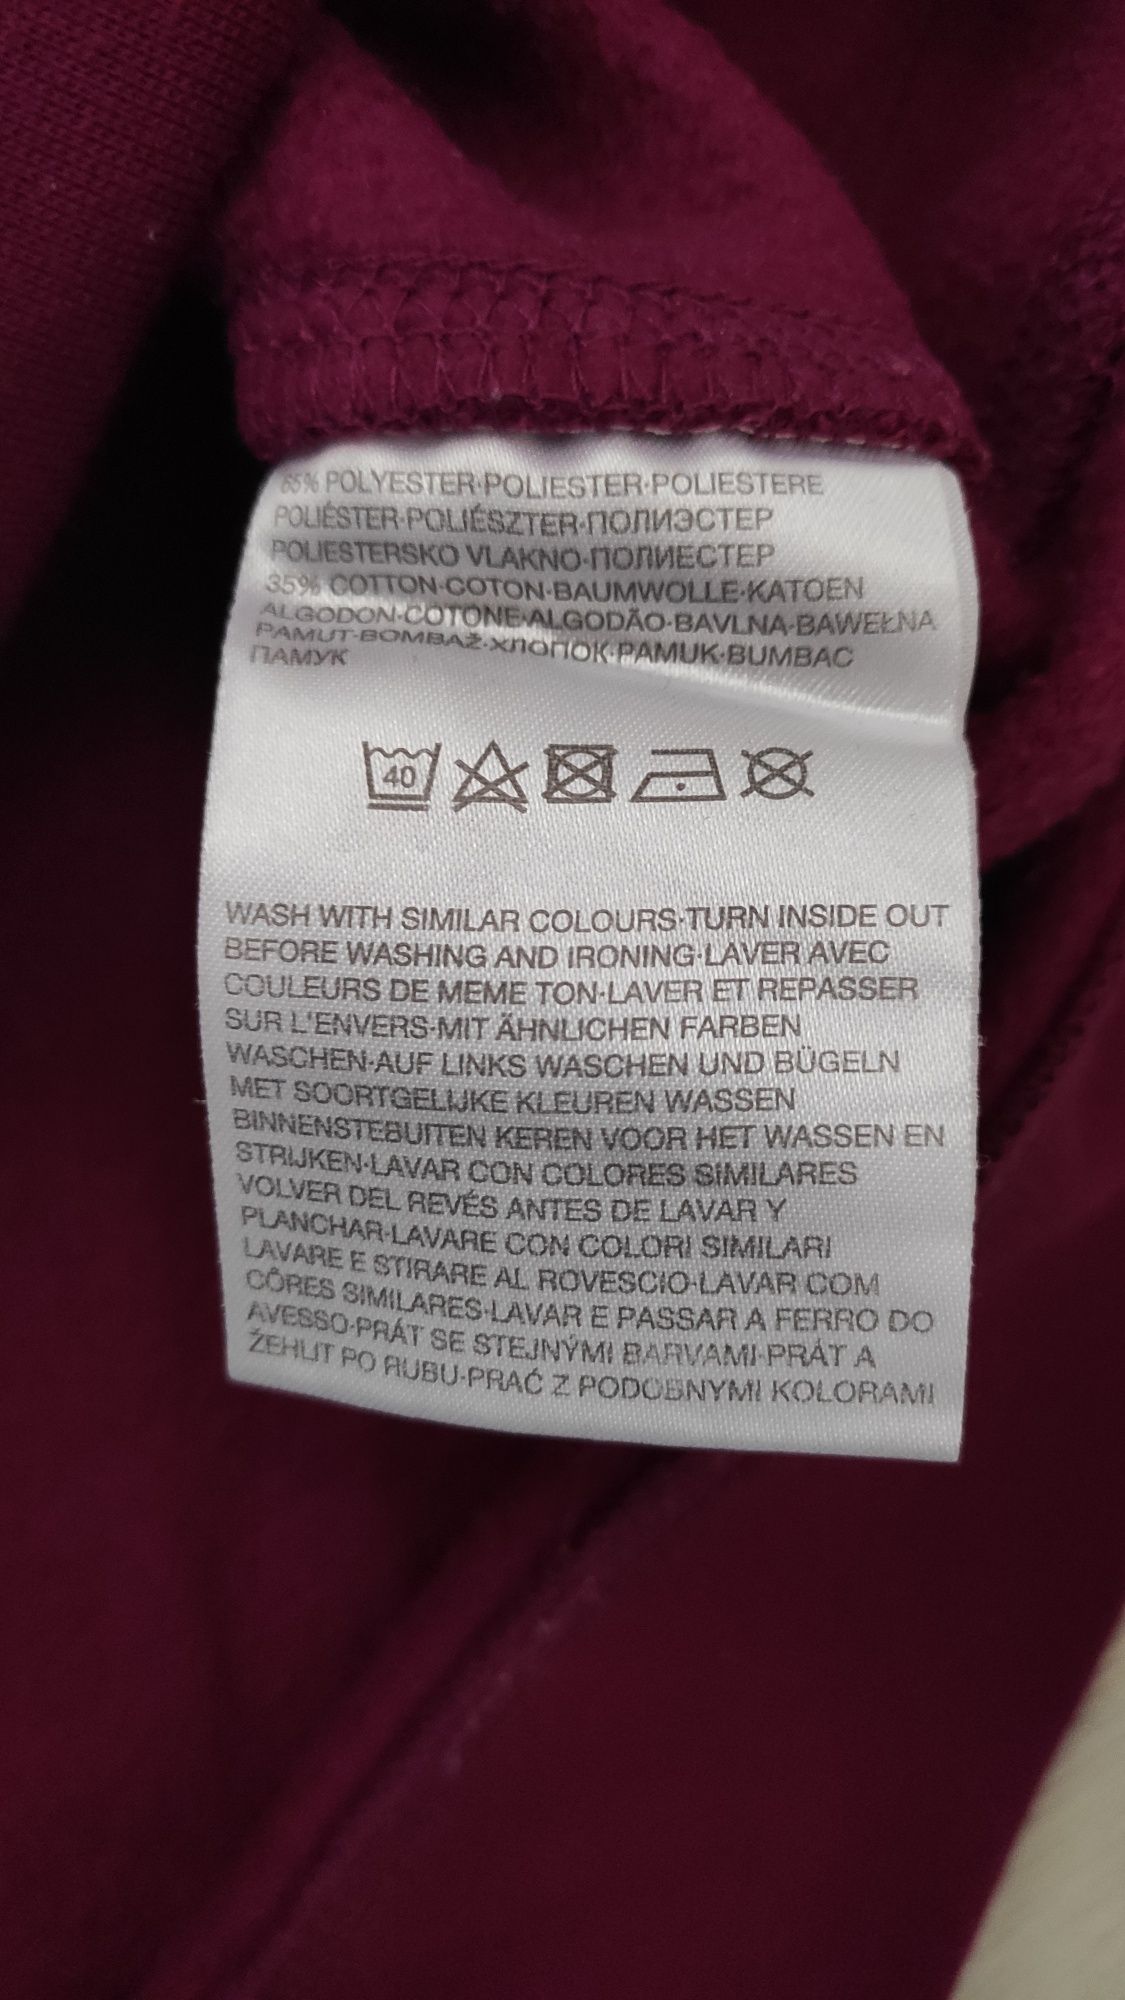 65% POLYESTER·POLIESTER·POLIESTERE
POLIÉSTER·POLIÉSZTER·ПОЛИЭСТЕР
POLIESTERSKO VLAKNO·ПОЛИЕСТЕР
35% COTTON·COTON·BAUMWOLLE·KATOEN
ALGODON·COTONE·ALGODÃO·BAVLNA·BAWEŁNA
PAMUT·BOMBAŽ·ХЛОПОК·PAMUK·BUMBAC
ПАМУК
40
WASH WITH SIMILAR COLOURS·TURN INSIDE OUT
BEFORE WASHING AND IRONING·LAVER AVEC
COULEURS DE MEME TON·LAVER ET REPASSER
SUR L'ENVERS·MIT ÄHNLICHEN FARBEN
WASCHEN·AUF LINKS WASCHEN UND BÜGELN
MET SOORTGELIJKE KLEUREN WASSEN
BINNENSTEBUITEN KEREN VOOR HET WASSEN EN
STRIJKEN·LAVAR CON COLORES SIMILARES
VOLVER DEL REVÉS ANTES DE LAVAR Y
PLANCHAR·LAVARE CON COLORI SIMILARI
LAVARE E STIRARE AL ROVESCIO·LAVAR COM
CÔRES SIMILARES·LAVAR E PASSAR A FERRO DO
AVESSO·PRÁT SE STEJNÝMI BARVAMI·PRÁT A
ŽEHLIT PO RUBU·PRAĆ Z PODOBNYMI KOLORAMI